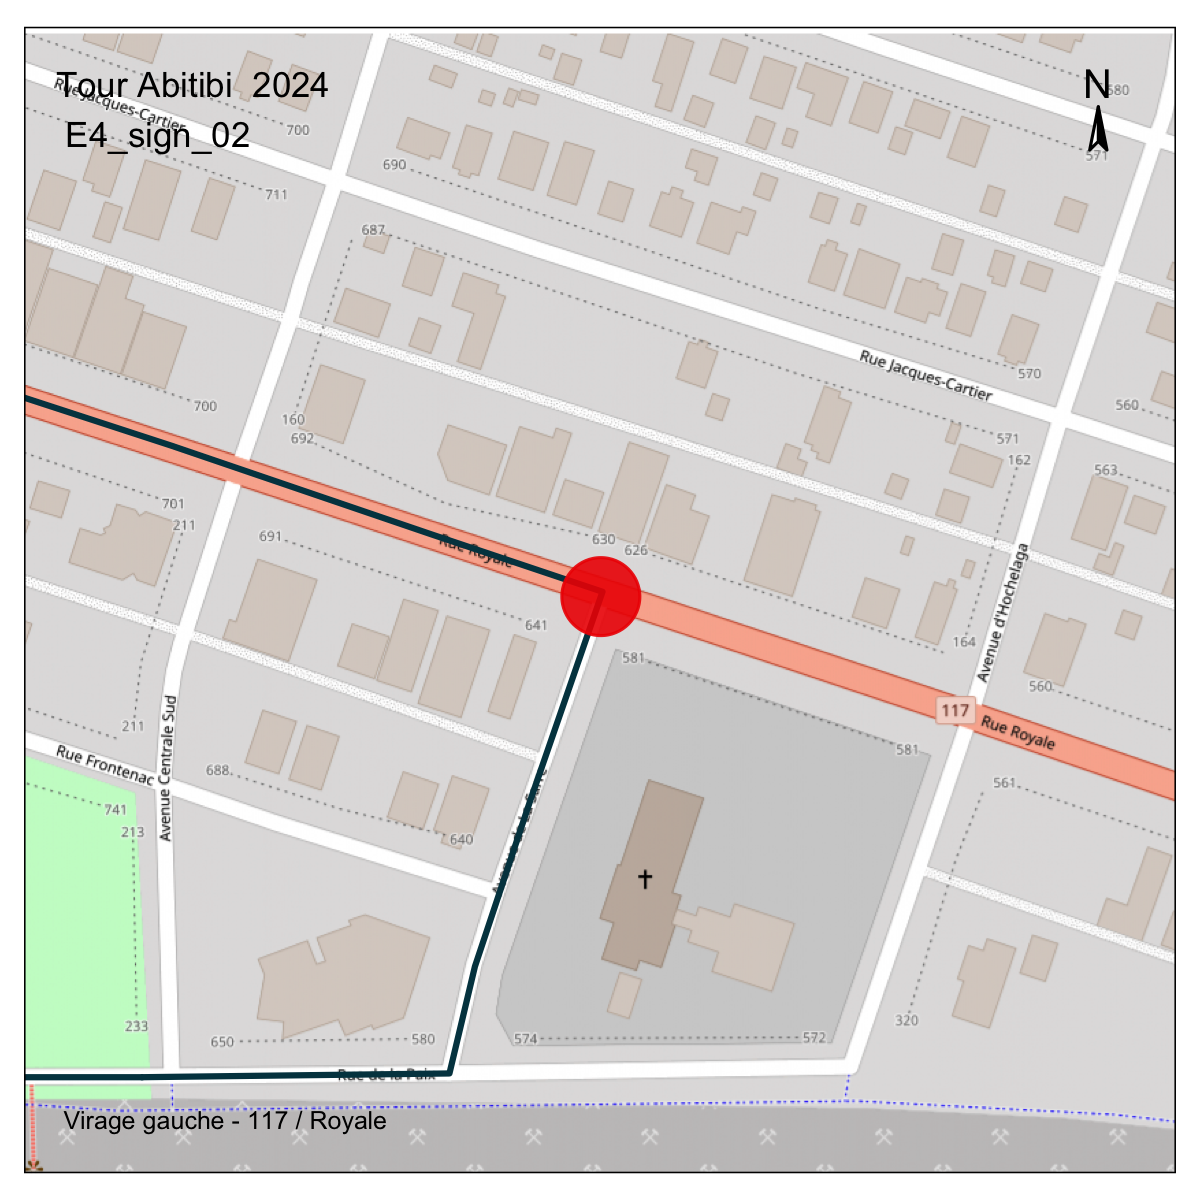 Tour Abitibi 2024
E4_sign_02
N
Rue Jacques-Cartier
580
700
571
690
711
687
Rue Jacques-Cartier
570
700
560
160
692
571
162
563
701
211
691
Rue Royale
630
626
641
164
Avenue d'Hochelaga
581
560
117
Rue Royale
211
581
Avenue Centrale Sud
Rue Frontenac
688
741
213
640
561
Avenue de La Sarre
233
650
580
574
572
320
Rue de la Paix
Virage gauche - 117 / Royale